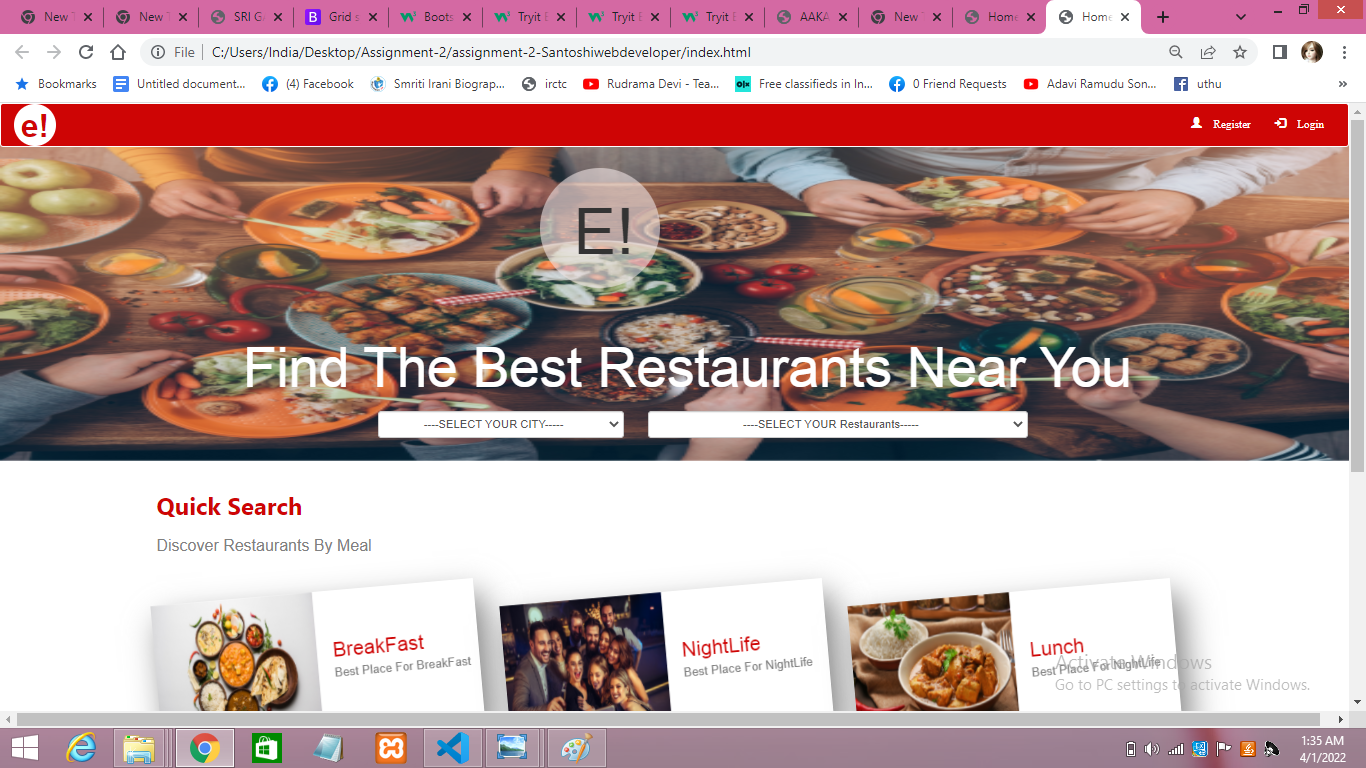 New T
New T
SRI GA
Grid s
Boots
Tryit E
Tryit E
Tryit E
AAKA
New T
Home
Home
File
C:/Users/India/Desktop/Assignment-2/assignment-2-Santoshiwebdeveloper/index.html
Bookmarks
Untitled document...
(4) Facebook
Smriti Irani Biograp...
irctc
Rudrama Devi - Tea...
Free classifieds in In...
0 Friend Requests
Adavi Ramudu Son...
uthu
e!
Register
Login
E!
Find The Best Restaurants Near You
----SELECT YOUR CITY-----
----SELECT YOUR Restaurants-----
Quick Search
Discover Restaurants By Meal
BreakFast
Best Place For BreakFast
NightLife
Best Place For NightLife
Lunch
Best Place For NightLife
Activate Windows
Go to PC settings to activate Windows.
1:35 AM
4/1/2022